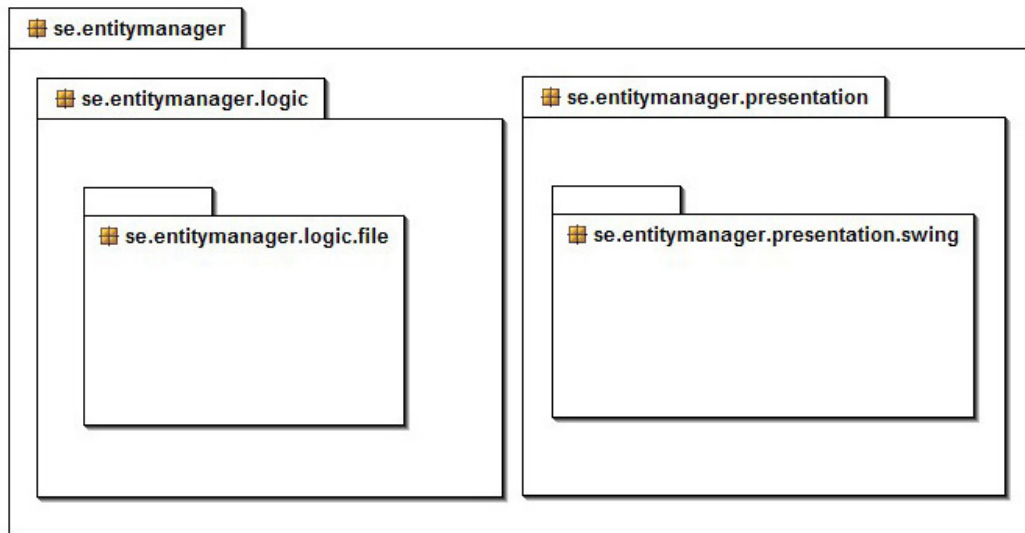 se.entitymanager
se.entitymanager.logic
se.entitymanager.presentation
se.entitymanager.logic.file
se.entitymanager.presentation.swing